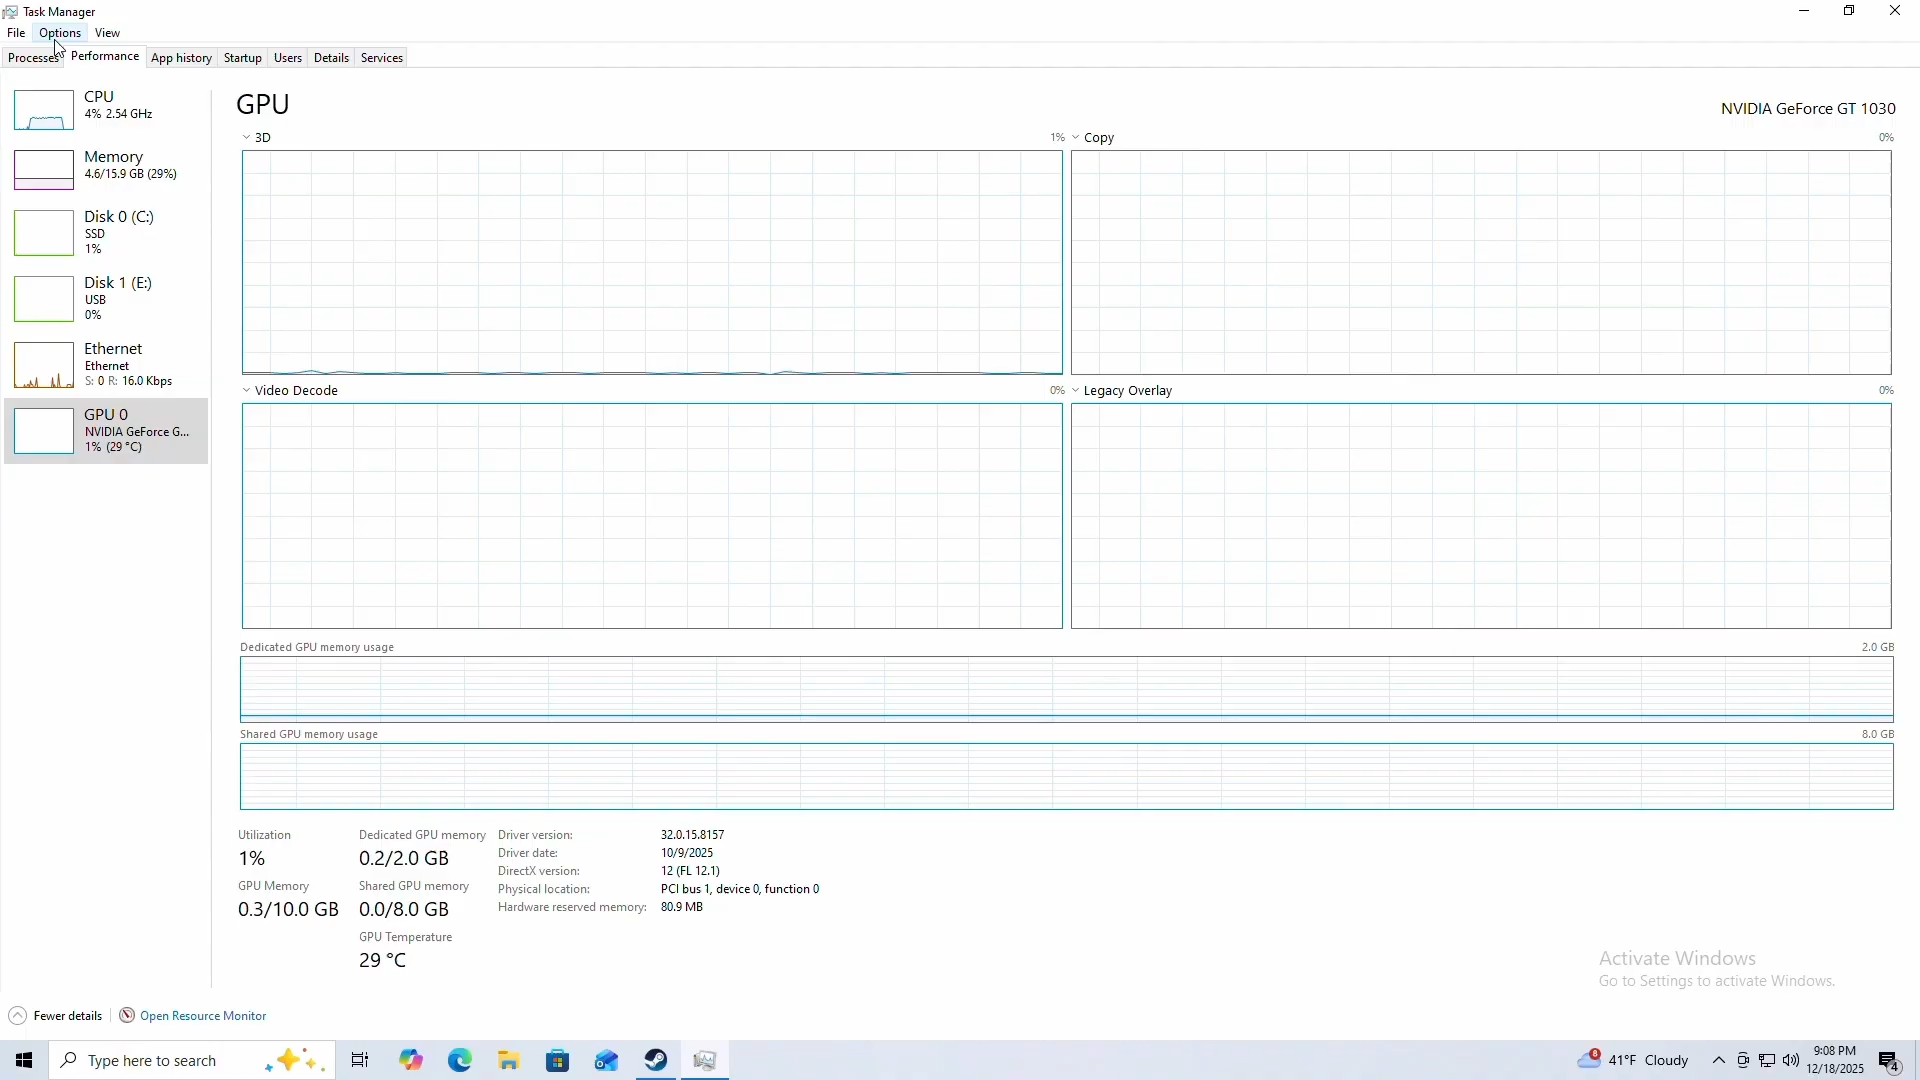 Task Manager
File Options View
Processes Performance App history Startup Users Details Services
CPU
4% 2.54 GHz
Memory
4.6/15.9 GB (29%)
Disk 0 (C:)
SSD
1%
Disk 1 (E:)
USB
0%
Ethernet
Ethernet
S: 0 R: 16.0 Kbps
GPU 0
NVIDIA GeForce G...
1% (29 °C)
GPU
NVIDIA GeForce GT 1030
3D 1%
Copy 0%
Video Decode 0%
Legacy Overlay 0%
Dedicated GPU memory usage 2.0 GB
Shared GPU memory usage 8.0 GB
Utilization
1%
GPU Memory
0.3/10.0 GB
Dedicated GPU memory
0.2/2.0 GB
Shared GPU memory
0.0/8.0 GB
GPU Temperature
29 °C
Driver version: 32.0.15.8157
Driver date: 10/9/2025
DirectX version: 12 (FL 12.1)
Physical location: PCI bus 1, device 0, function 0
Hardware reserved memory: 80.9 MB
Activate Windows
Go to Settings to activate Windows.
Fewer details Open Resource Monitor
Type here to search
8
41°F Cloudy
9:08 PM
12/18/2025
4